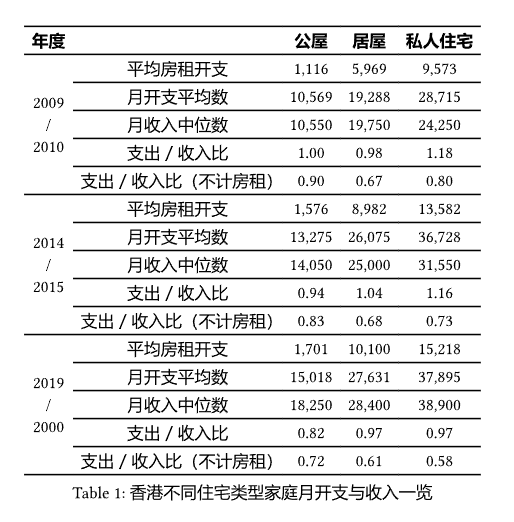 年度 公屋 居屋 私人住宅
2009 / 2010
平均房租开支 1,116 5,969 9,573
月开支平均数 10,569 19,288 28,715
月收入中位数 10,550 19,750 24,250
支出 / 收入比 1.00 0.98 1.18
支出 / 收入比（不计房租） 0.90 0.67 0.80
2014 / 2015
平均房租开支 1,576 8,982 13,582
月开支平均数 13,275 26,075 36,728
月收入中位数 14,050 25,000 31,550
支出 / 收入比 0.94 1.04 1.16
支出 / 收入比（不计房租） 0.83 0.68 0.73
2019 / 2000
平均房租开支 1,701 10,100 15,218
月开支平均数 15,018 27,631 37,895
月收入中位数 18,250 28,400 38,900
支出 / 收入比 0.82 0.97 0.97
支出 / 收入比（不计房租） 0.72 0.61 0.58
Table 1: 香港不同住宅类型家庭月开支与收入一览